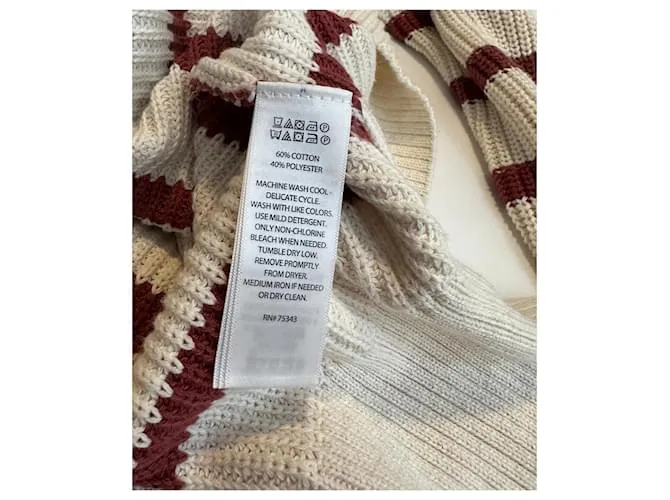 60% COTTON
40% POLYESTER
MACHINE WASH COOL -
DELICATE CYCLE.
WASH WITH LIKE COLORS.
USE MILD DETERGENT.
ONLY NON-CHLORINE
BLEACH WHEN NEEDED.
TUMBLE DRY LOW.
REMOVE PROMPTLY
FROM DRYER.
MEDIUM IRON IF NEEDED
OR DRY CLEAN.
RN# 75343